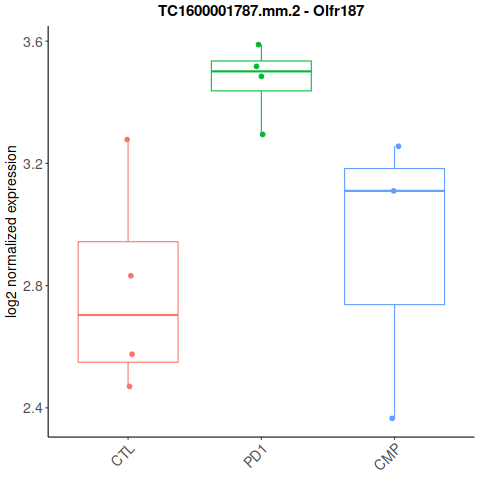 TC1600001787.mm.2 - Olfr187
log2 normalized expression
3.6
3.2
2.8
2.4
CTL
PD1
CMP